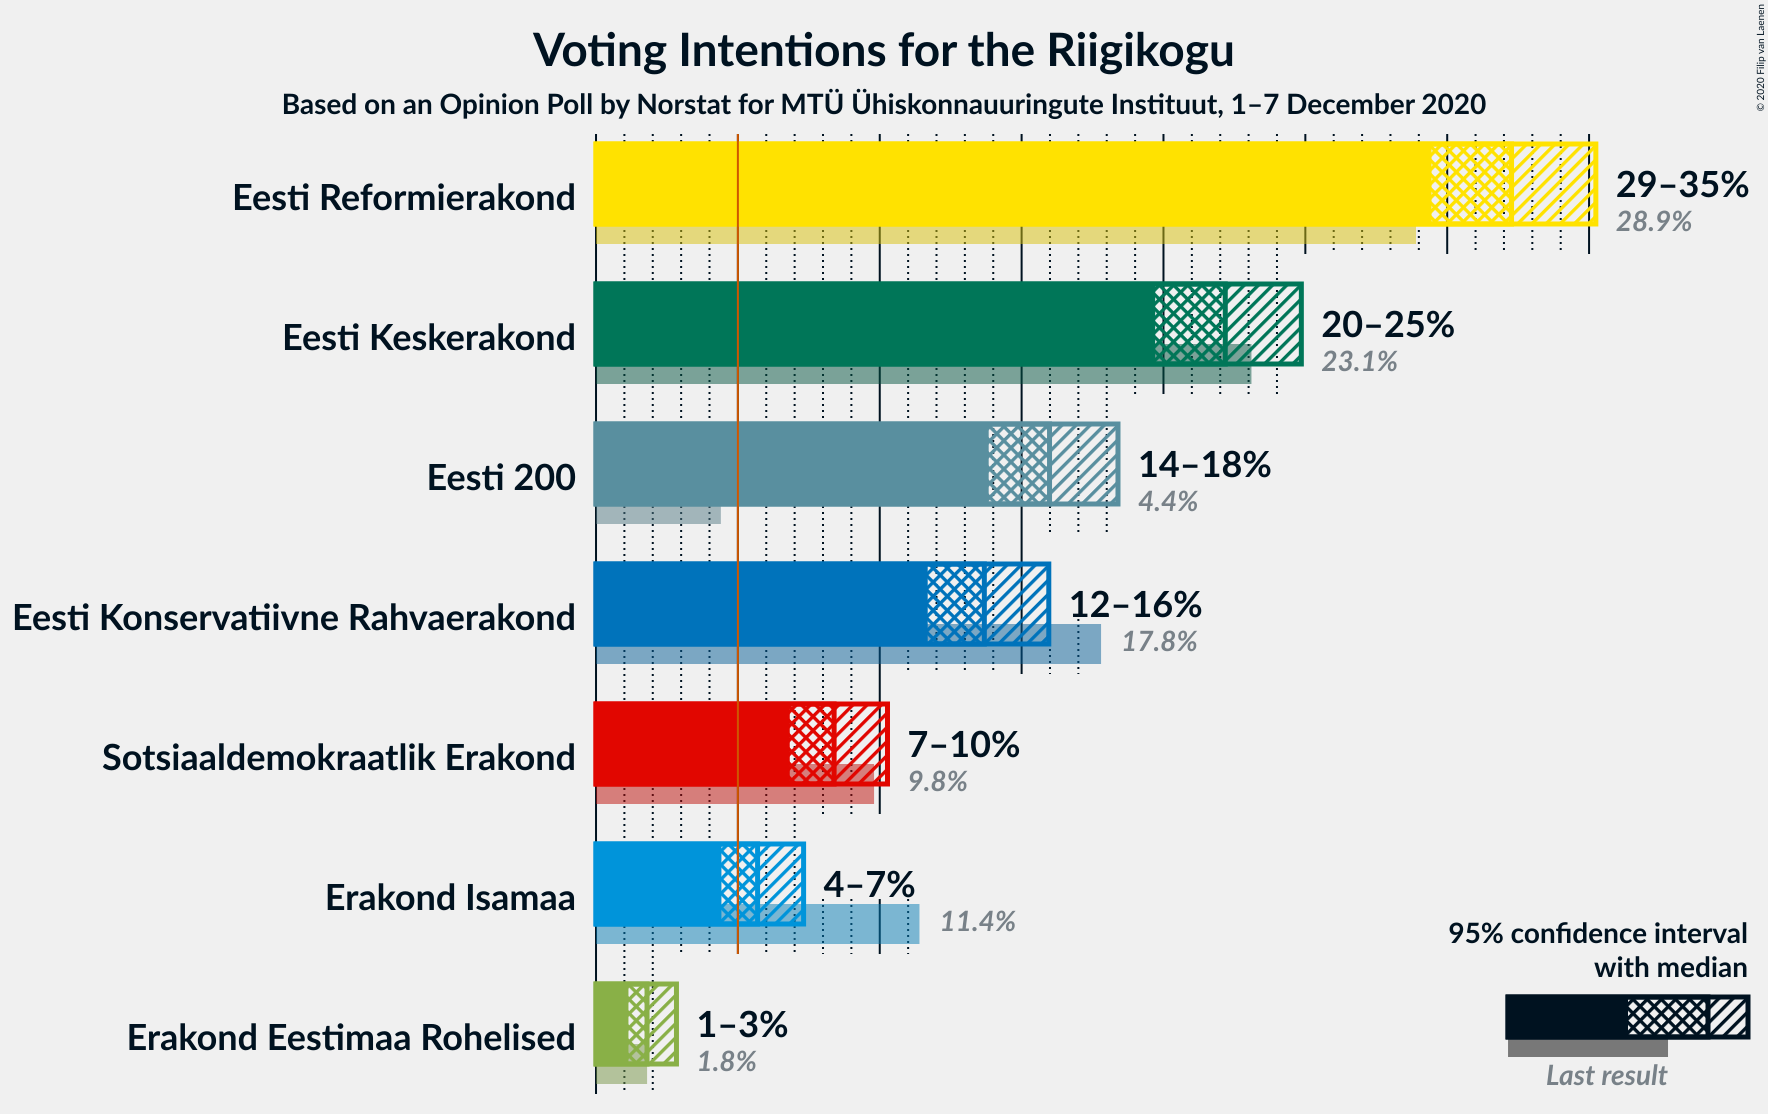 Voting Intentions for the Riigikogu
Based on an Opinion Poll by Norstat for MTÜ Ühiskonnauuringute Instituut, 1–7 December 2020
© 2020 Filip van Laenen
Eesti Reformierakond
29–35%
28.9%
Eesti Keskerakond
20–25%
23.1%
Eesti 200
14–18%
4.4%
Eesti Konservatiivne Rahvaerakond
12–16%
17.8%
Sotsiaaldemokraatlik Erakond
7–10%
9.8%
Erakond Isamaa
4–7%
11.4%
Erakond Eestimaa Rohelised
1–3%
1.8%
95% confidence interval
with median
Last result